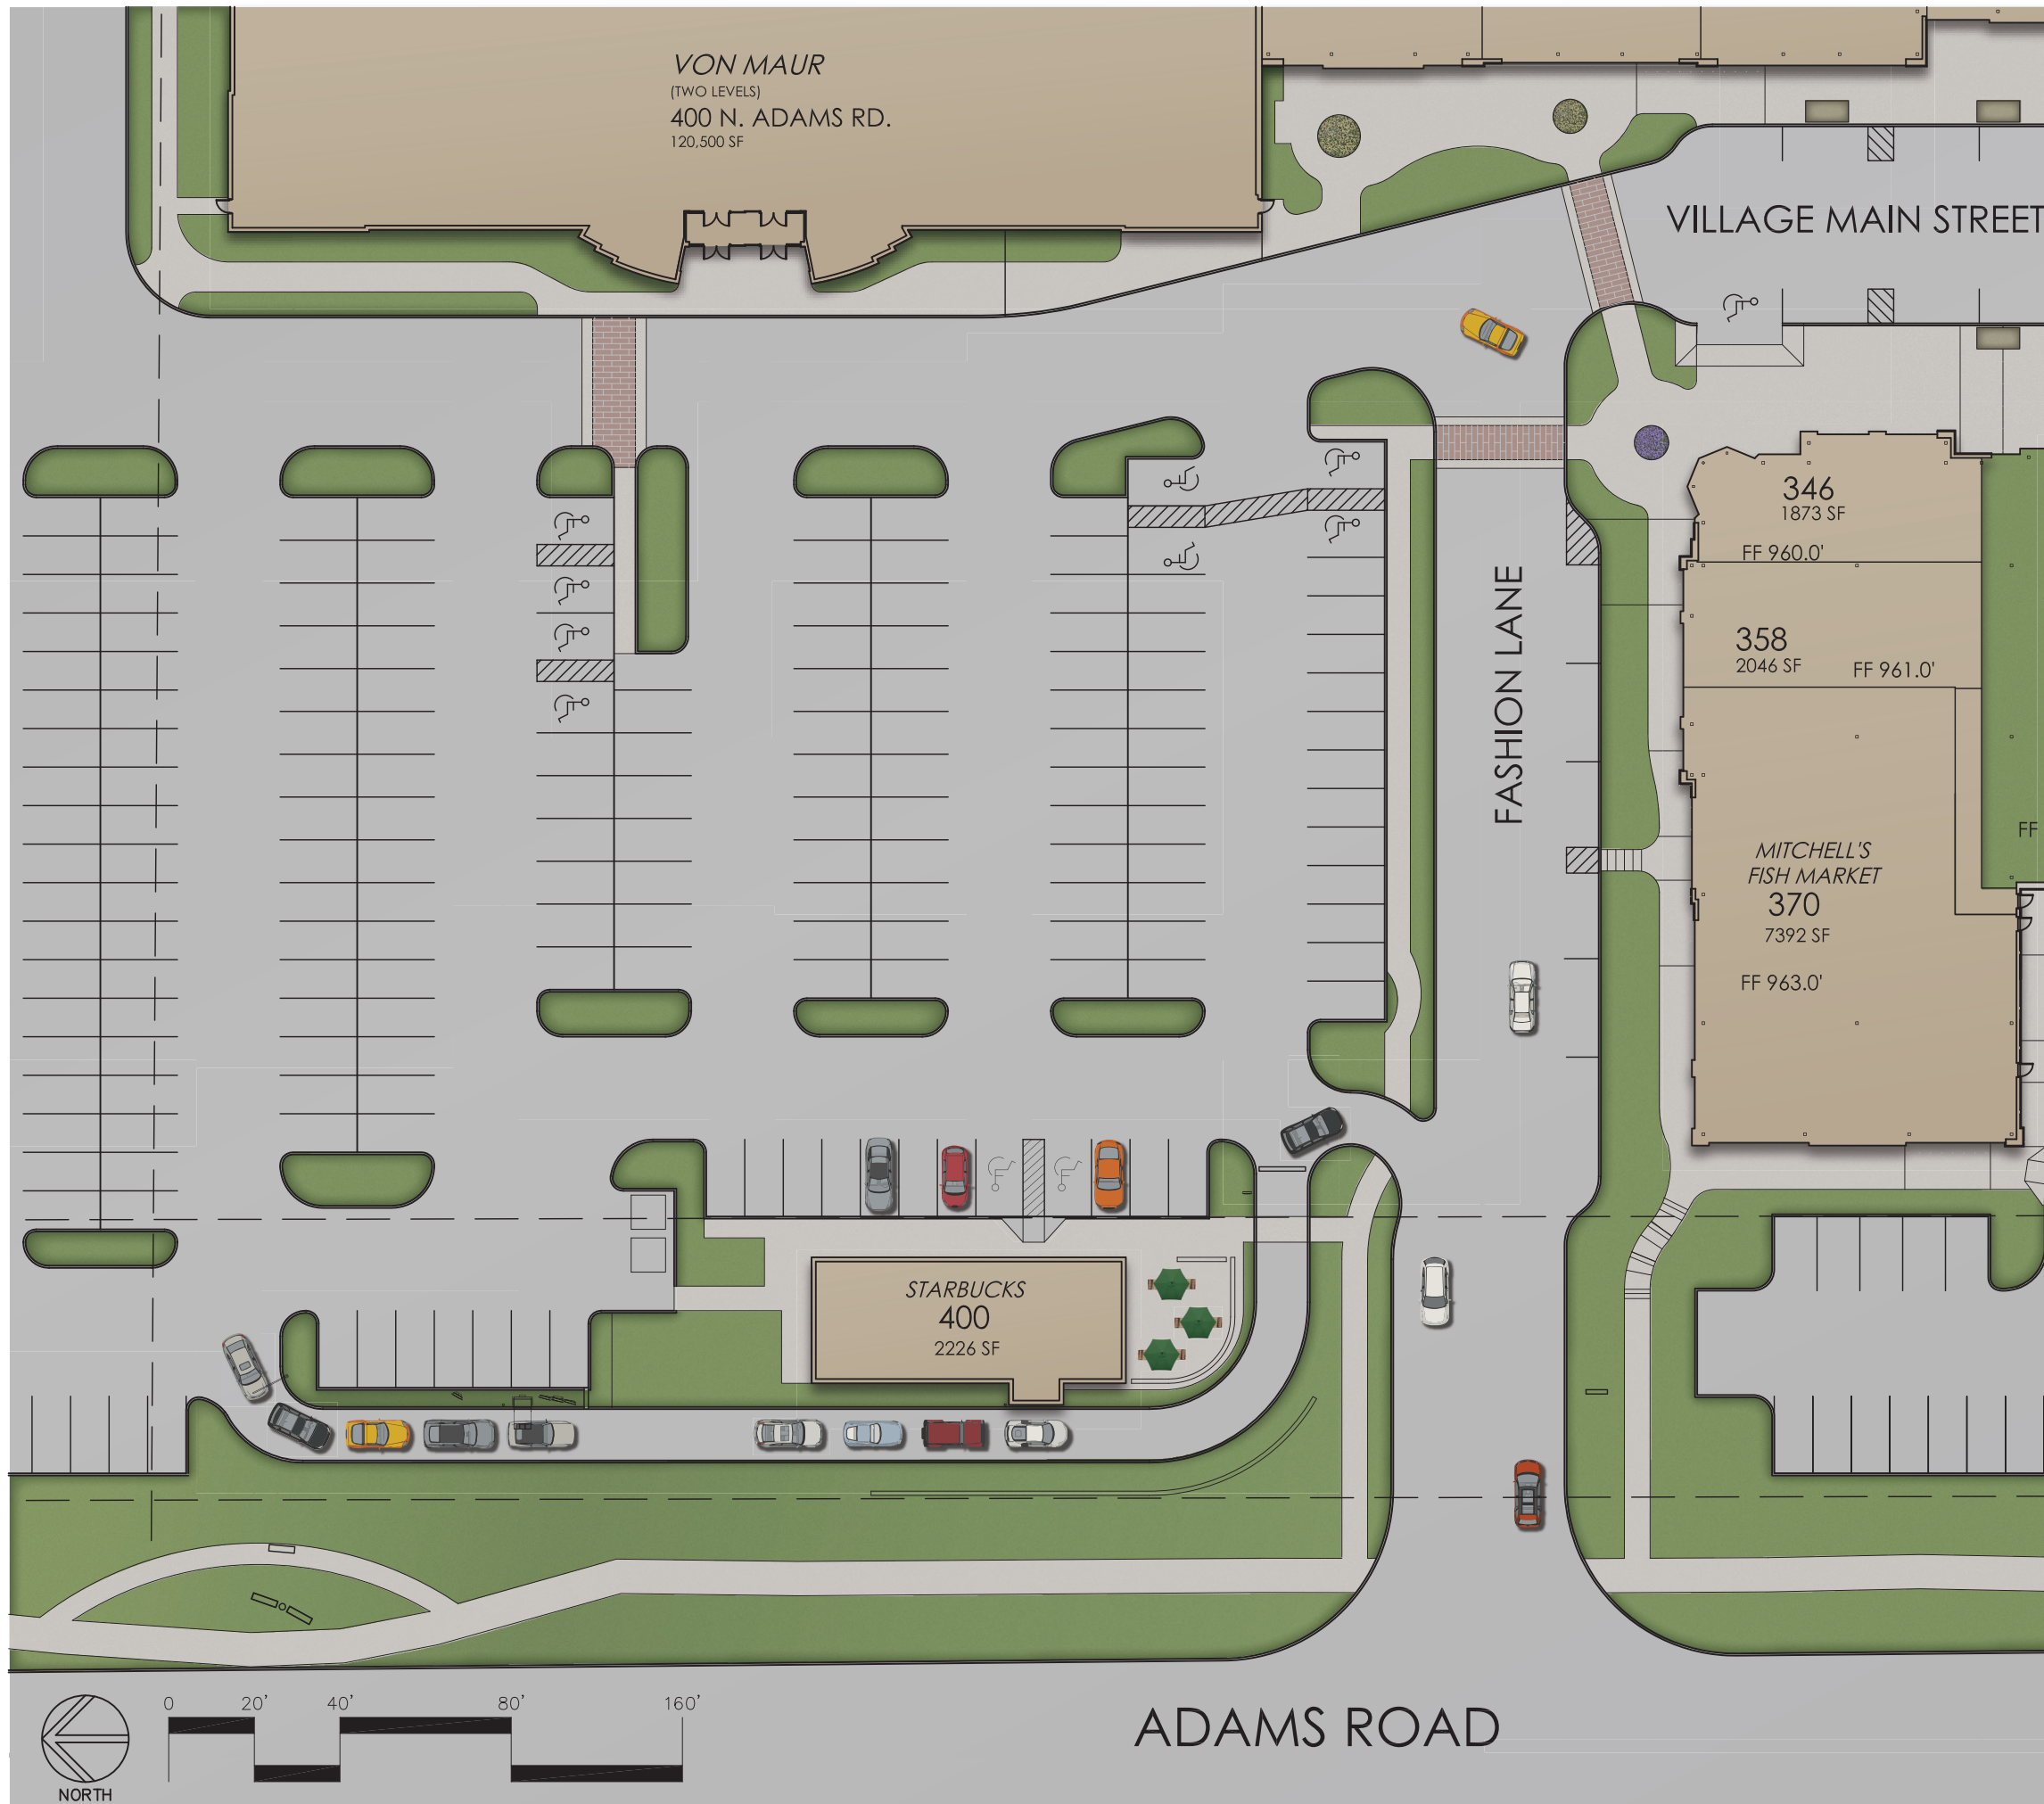 VON MAUR
(TWO LEVELS)
400 N. ADAMS RD.
120,500 SF
VILLAGE MAIN STREET
346
1873 SF
FF 960.0'
FASHION LANE
358
2046 SF
FF 961.0'
FF
MITCHELL'S
FISH MARKET
370
7392 SF
FF 963.0'
STARBUCKS
400
2226 SF
0 20' 40' 80' 160'
ADAMS ROAD
NORTH